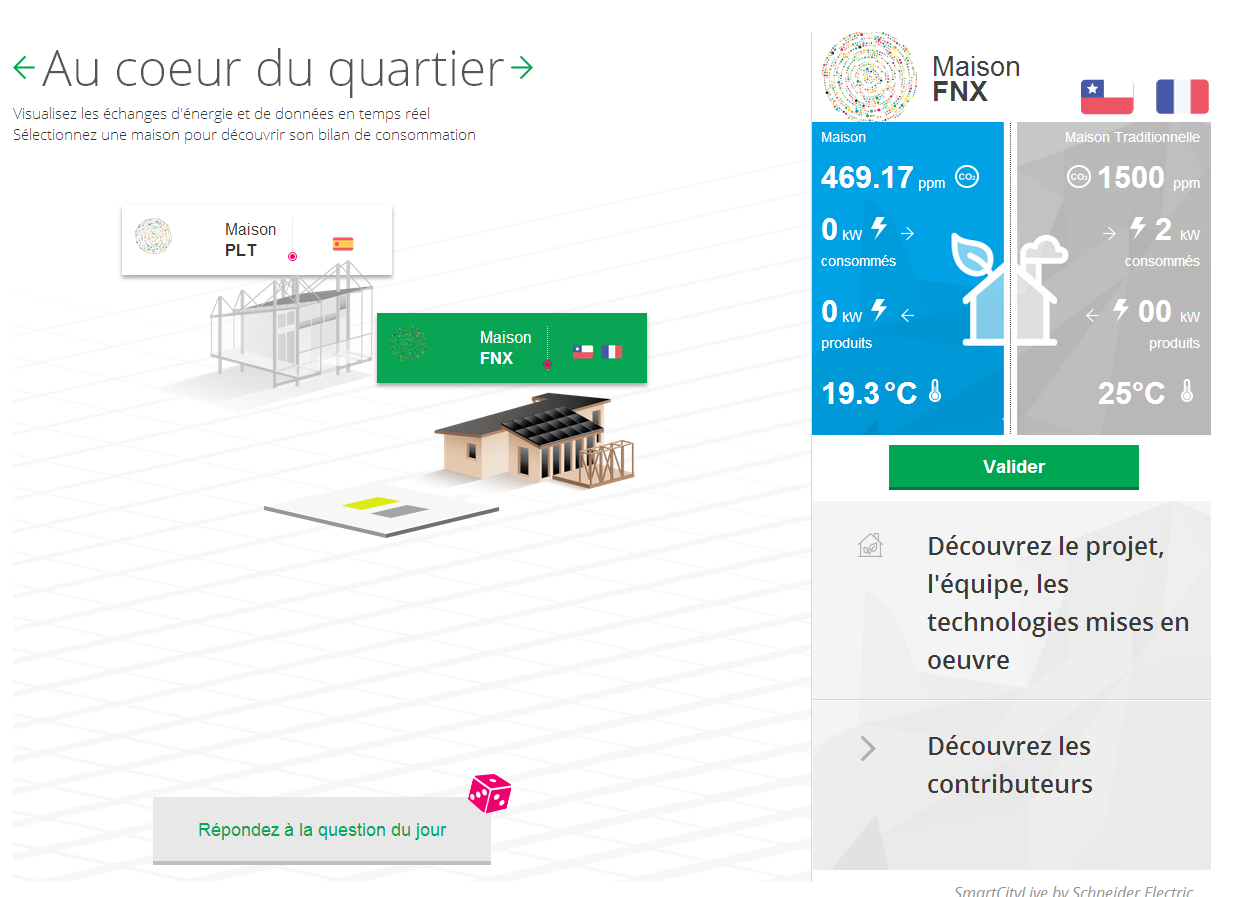 Au coeur du quartier
Visualisez les échanges d'énergie et de données en temps réel
Sélectionnez une maison pour découvrir son bilan de consommation
Maison
PLT
Maison
FNX
Répondez à la question du jour
Maison
FNX
Maison
469.17 ppm CO₂
0 kW
consommés
0 kW
produits
19.3 °C
Maison Traditionnelle
CO₂ 1500 ppm
2 kW
consommés
00 kW
produits
25°C
Valider
Découvrez le projet,
l'équipe, les
technologies mises en
oeuvre
Découvrez les
contributeurs
SmartCityLive by Schneider Electric